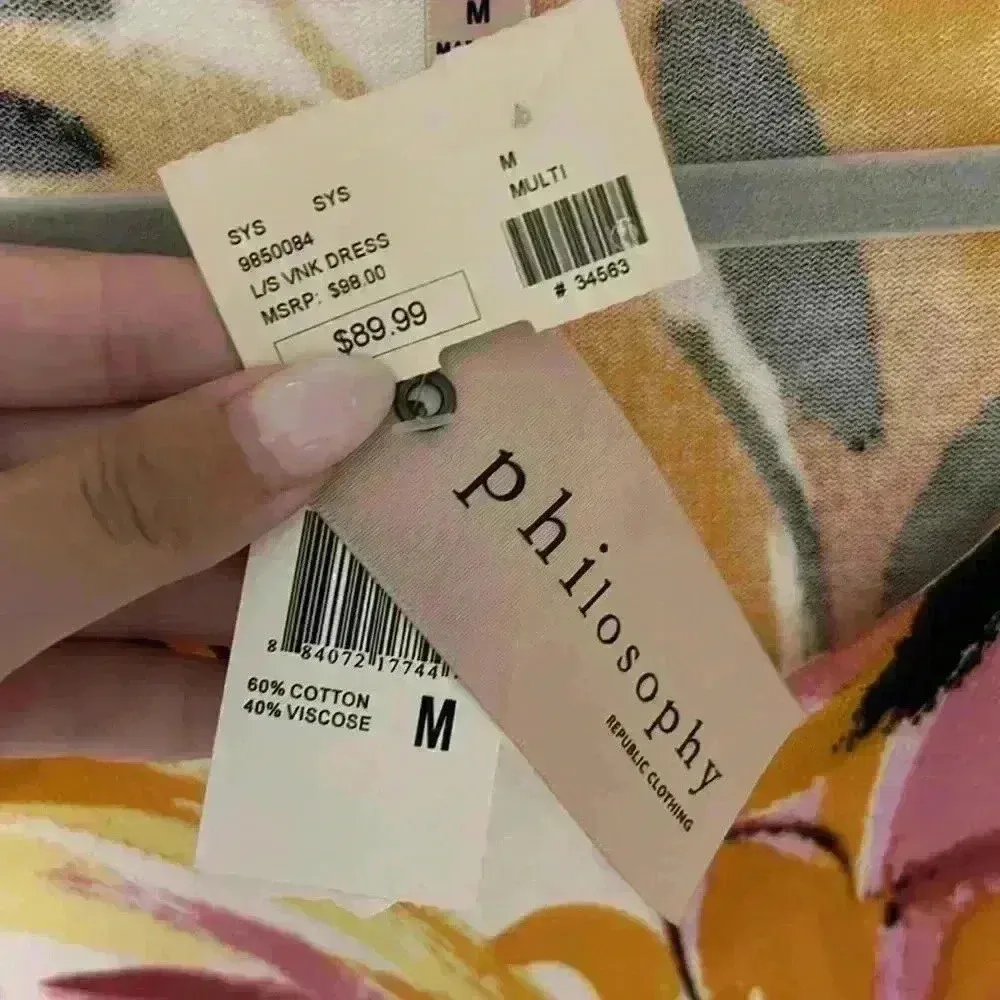 M
M
MULTI
# 34563
SYS SYS
9850084
L/S VNK DRESS
MSRP: $98.00
$89.99
philosophy
REPUBLIC CLOTHING
8 84072 17744
60% COTTON
40% VISCOSE
M